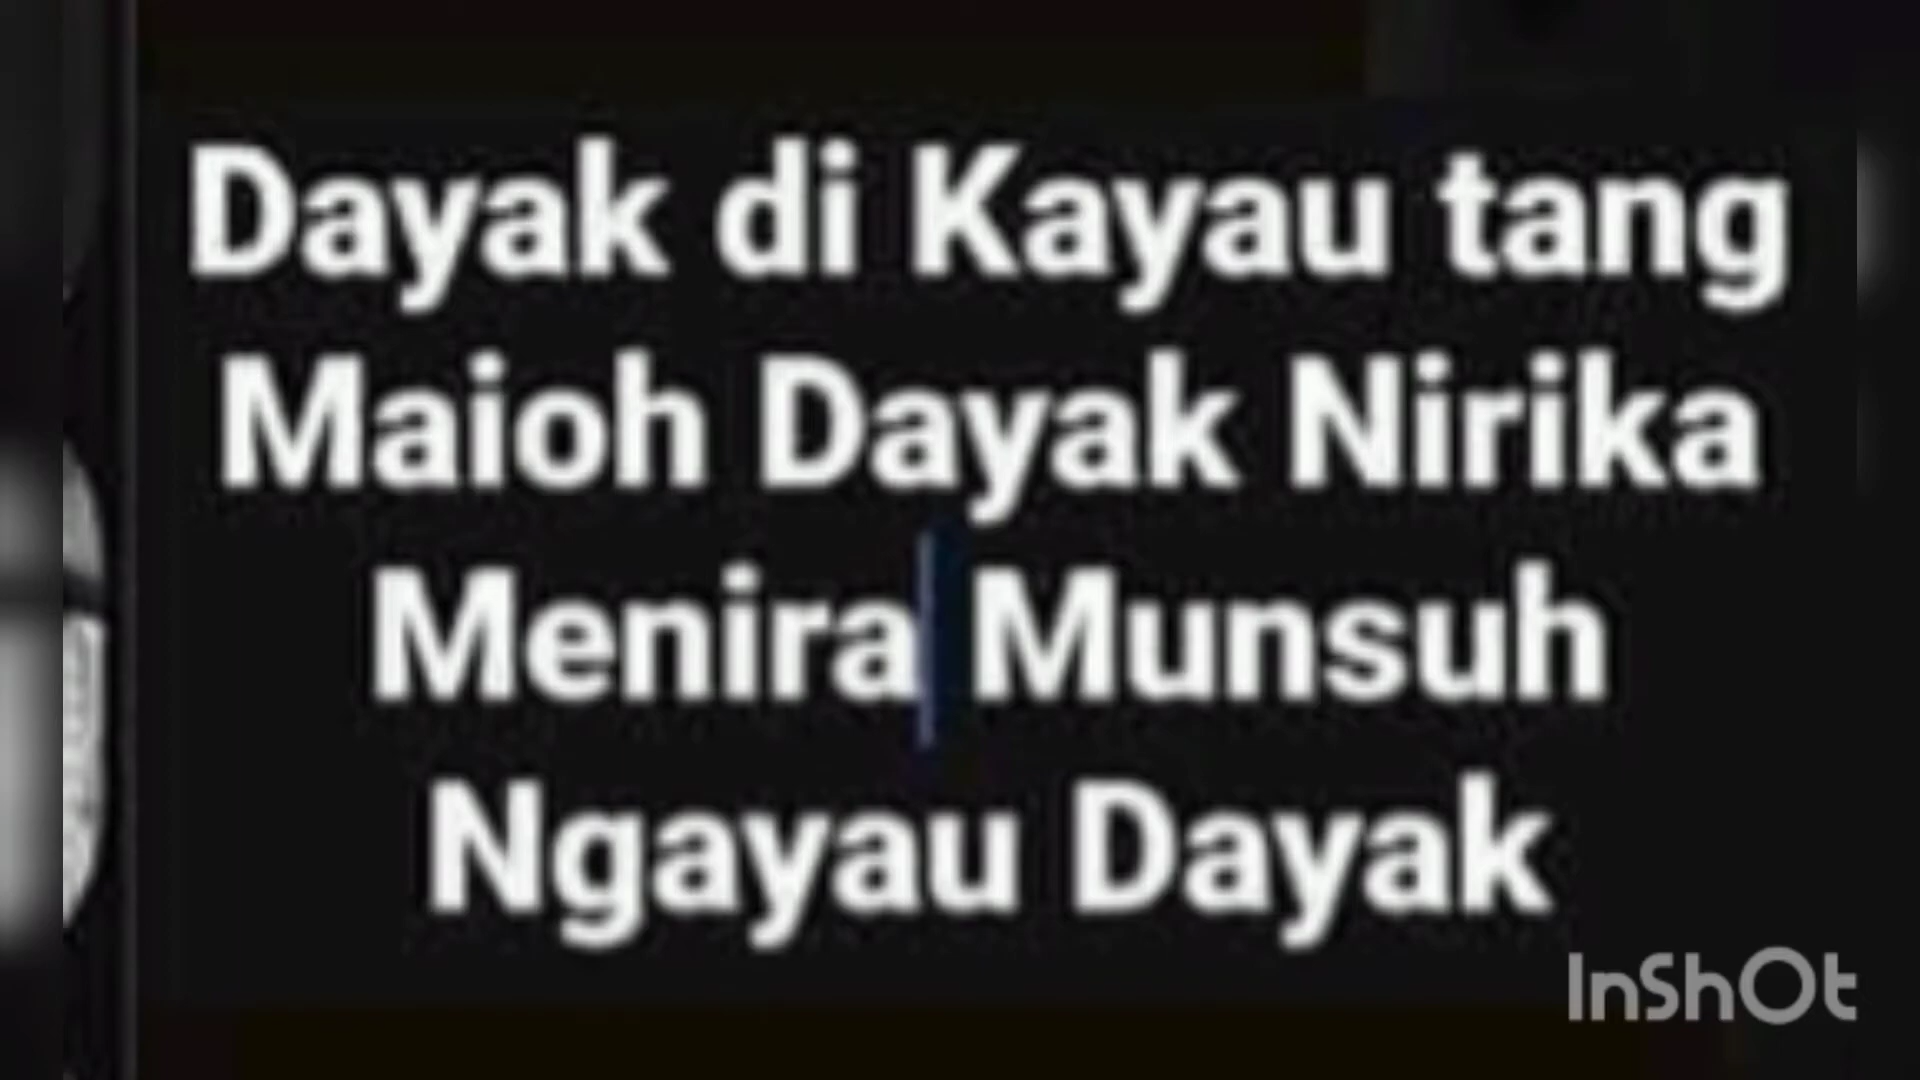 Dayak di Kayau tang
Maioh Dayak Nirika
Menira Munsuh
Ngayau Dayak
InShOt